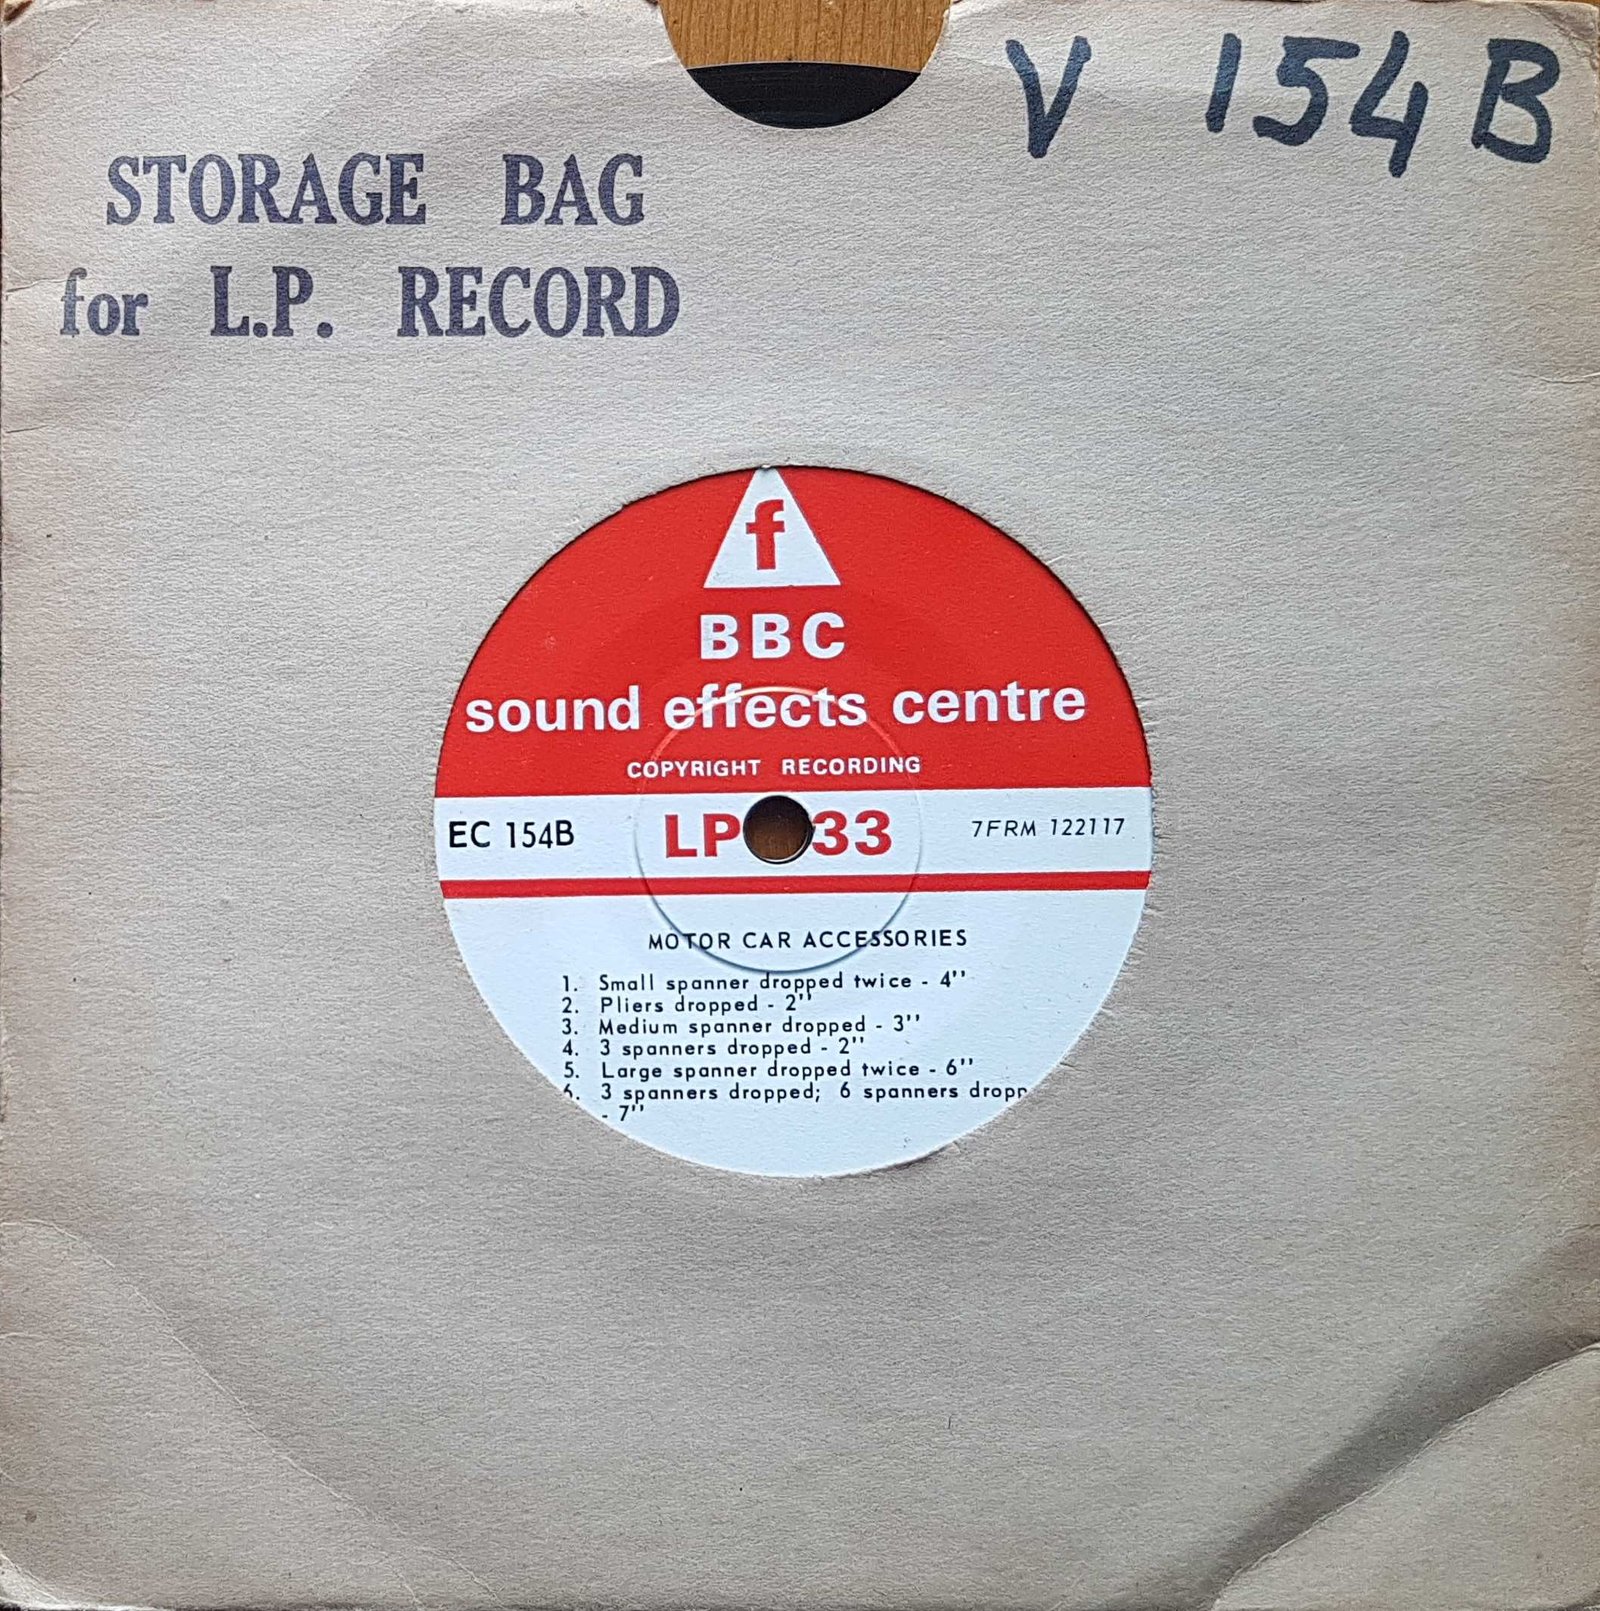 V 154B
STORAGE BAG
for L.P. RECORD
f
BBC
sound effects centre
COPYRIGHT RECORDING
EC 154B LP 33 7FRM 122117
MOTOR CAR ACCESSORIES
1. Small spanner dropped twice - 4''
2. Pliers dropped - 2''
3. Medium spanner dropped - 3''
4. 3 spanners dropped - 2''
5. Large spanner dropped twice - 6''
6. 3 spanners dropped; 6 spanners dropp
- 7''